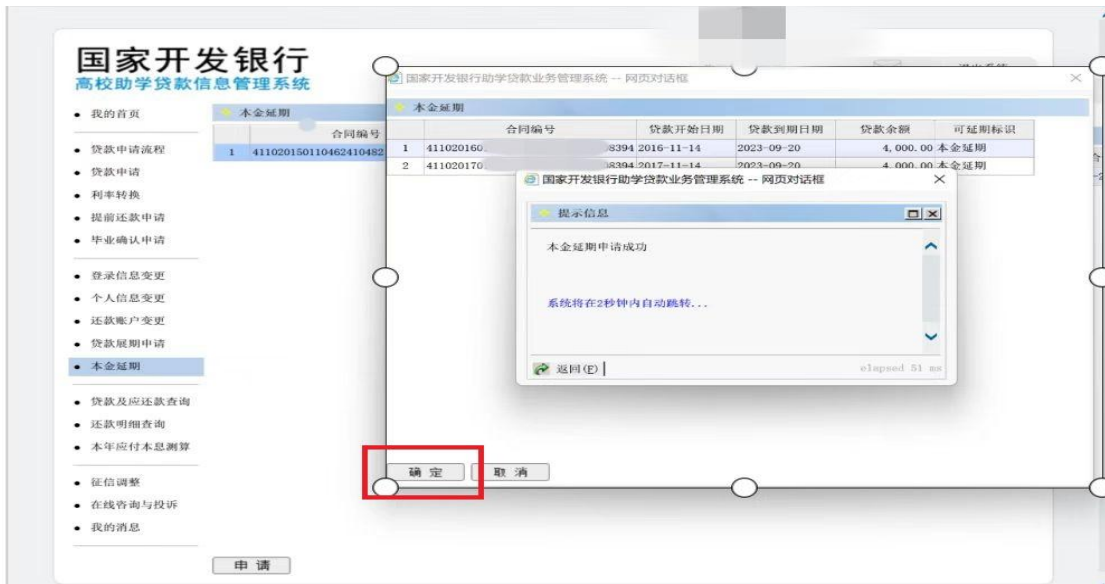 国家开发银行
高校助学贷款信息管理系统
我的首页
贷款申请流程
贷款申请
利率转换
提前还款申请
毕业确认申请
登录信息变更
个人信息变更
还款账户变更
贷款展期申请
本金延期
贷款及应还款查询
还款明细查询
本年应付本息测算
征信调整
在线咨询与投诉
我的消息
本金延期
合同编号
1 411020150110462410482
申 请
国家开发银行助学贷款业务管理系统 -- 网页对话框
本金延期
合同编号 贷款开始日期 贷款到期日期 贷款余额 可延期标识
1 411020160 8394 2016-11-14 2023-09-20 4,000.00 本金延期
2 411020170 8394 2017-11-14 2023-09-20 4,000.00 本金延期
国家开发银行助学贷款业务管理系统 -- 网页对话框
提示信息
本金延期申请成功
系统将在2秒钟内自动跳转...
返回(F)
elapsed 51 ms
确 定
取 消